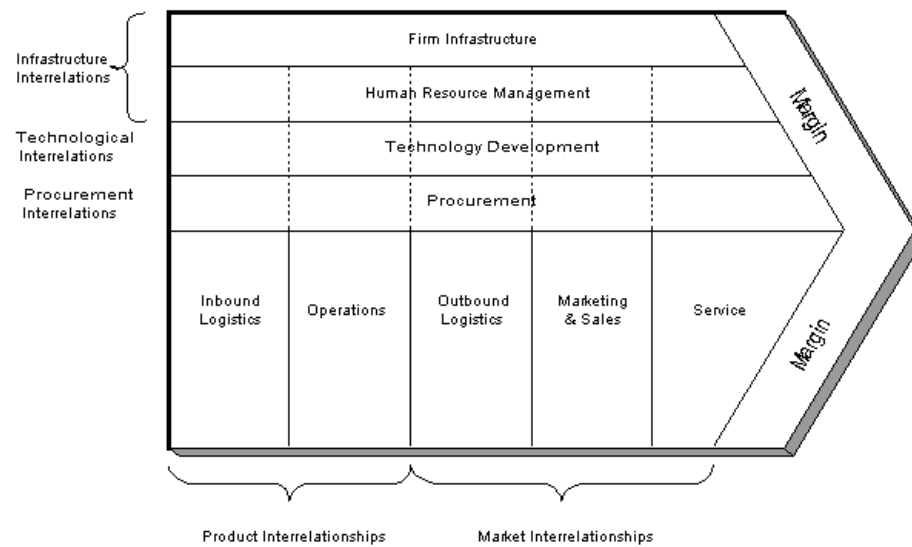 Firm Infrastructure
Infrastructure
Interrelations
Human Resource Management
Margin
Technological
Interrelations
Technology Development
Procurement
Interrelations
Procurement
Inbound
Logistics
Operations
Outbound
Logistics
Marketing
& Sales
Service
Margin
Product Interrelationships
Market Interrelationships